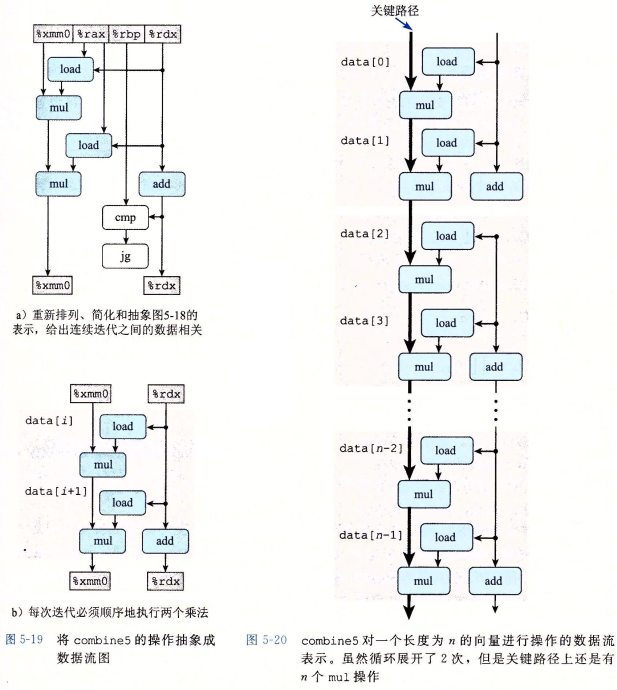 %xmm0 %rax %rbp %rdx
load
mul
load
mul add
cmp
jg
%xmm0 %rdx
a）重新排列、简化和抽象图5-18的
表示，给出连续迭代之间的数据相关
%xmm0 %rdx
data[i]
load
mul
data[i+1]
load
mul add
%xmm0 %rdx
b）每次迭代必须顺序地执行两个乘法
图 5-19 将 combine5 的操作抽象成
数据流图
关键路径
data[0]
load
mul
data[1]
load
mul add
data[2]
load
mul
data[3]
load
mul add
data[n-2]
load
mul
data[n-1]
load
mul add
图 5-20 combine5 对一个长度为 n 的向量进行操作的数据流
表示。虽然循环展开了 2 次，但是关键路径上还是有
n 个 mul 操作